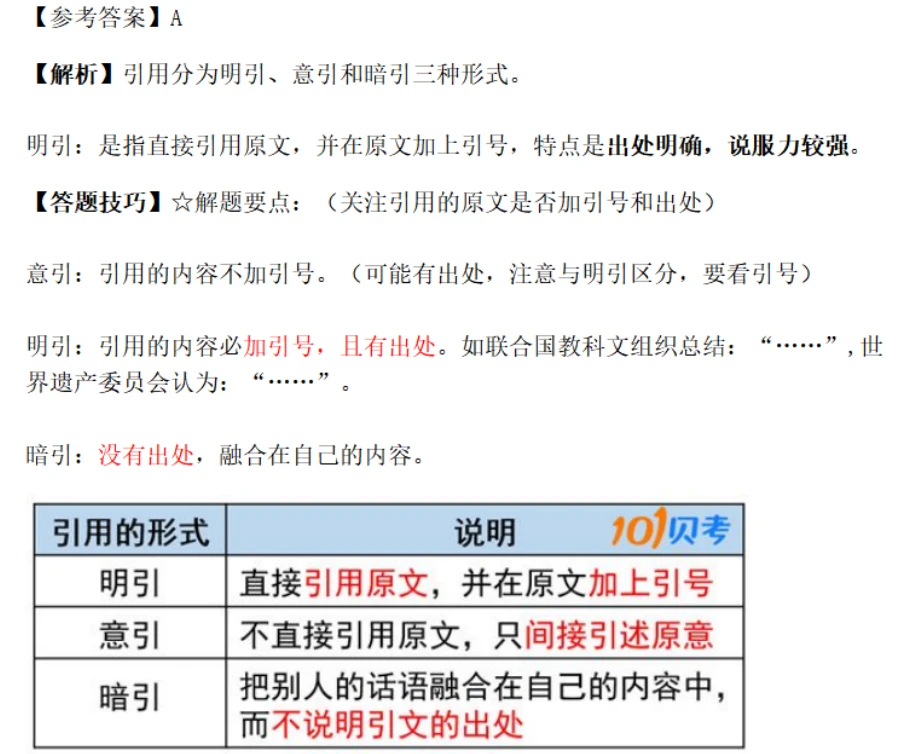 【参考答案】A
【解析】引用分为明引、意引和暗引三种形式。
明引：是指直接引用原文，并在原文加上引号，特点是出处明确，说服力较强。
【答题技巧】☆解题要点：（关注引用的原文是否加引号和出处）
意引：引用的内容不加引号。（可能有出处，注意与明引区分，要看引号）
明引：引用的内容必加引号，且有出处。如联合国教科文组织总结：“……”,世
界遗产委员会认为：“……”。
暗引：没有出处，融合在自己的内容。
引用的形式 说明 101贝考
明引 直接引用原文，并在原文加上引号
意引 不直接引用原文，只间接引述原意
暗引 把别人的话语融合在自己的内容中，
而不说明引文的出处